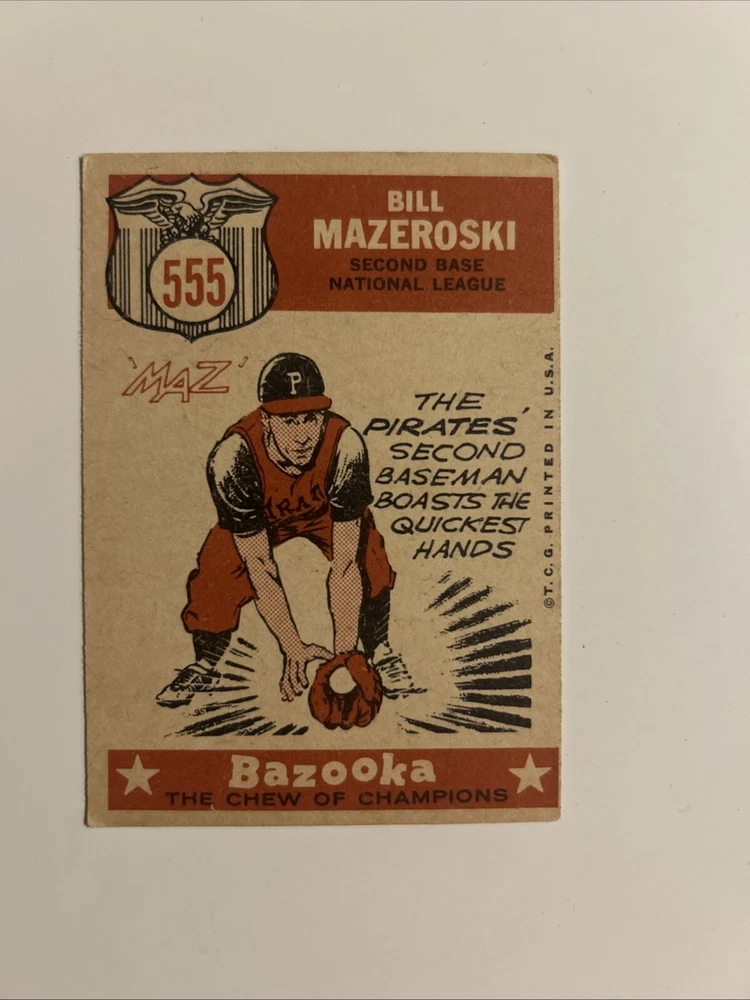 555
BILL
MAZEROSKI
SECOND BASE
NATIONAL LEAGUE
'MAZ'
P
IRAT
THE
PIRATES'
SECOND
BASEMAN
BOASTS THE
QUICKEST
HANDS
©T.C.G. PRINTED IN U.S.A.
Bazooka
THE CHEW OF CHAMPIONS